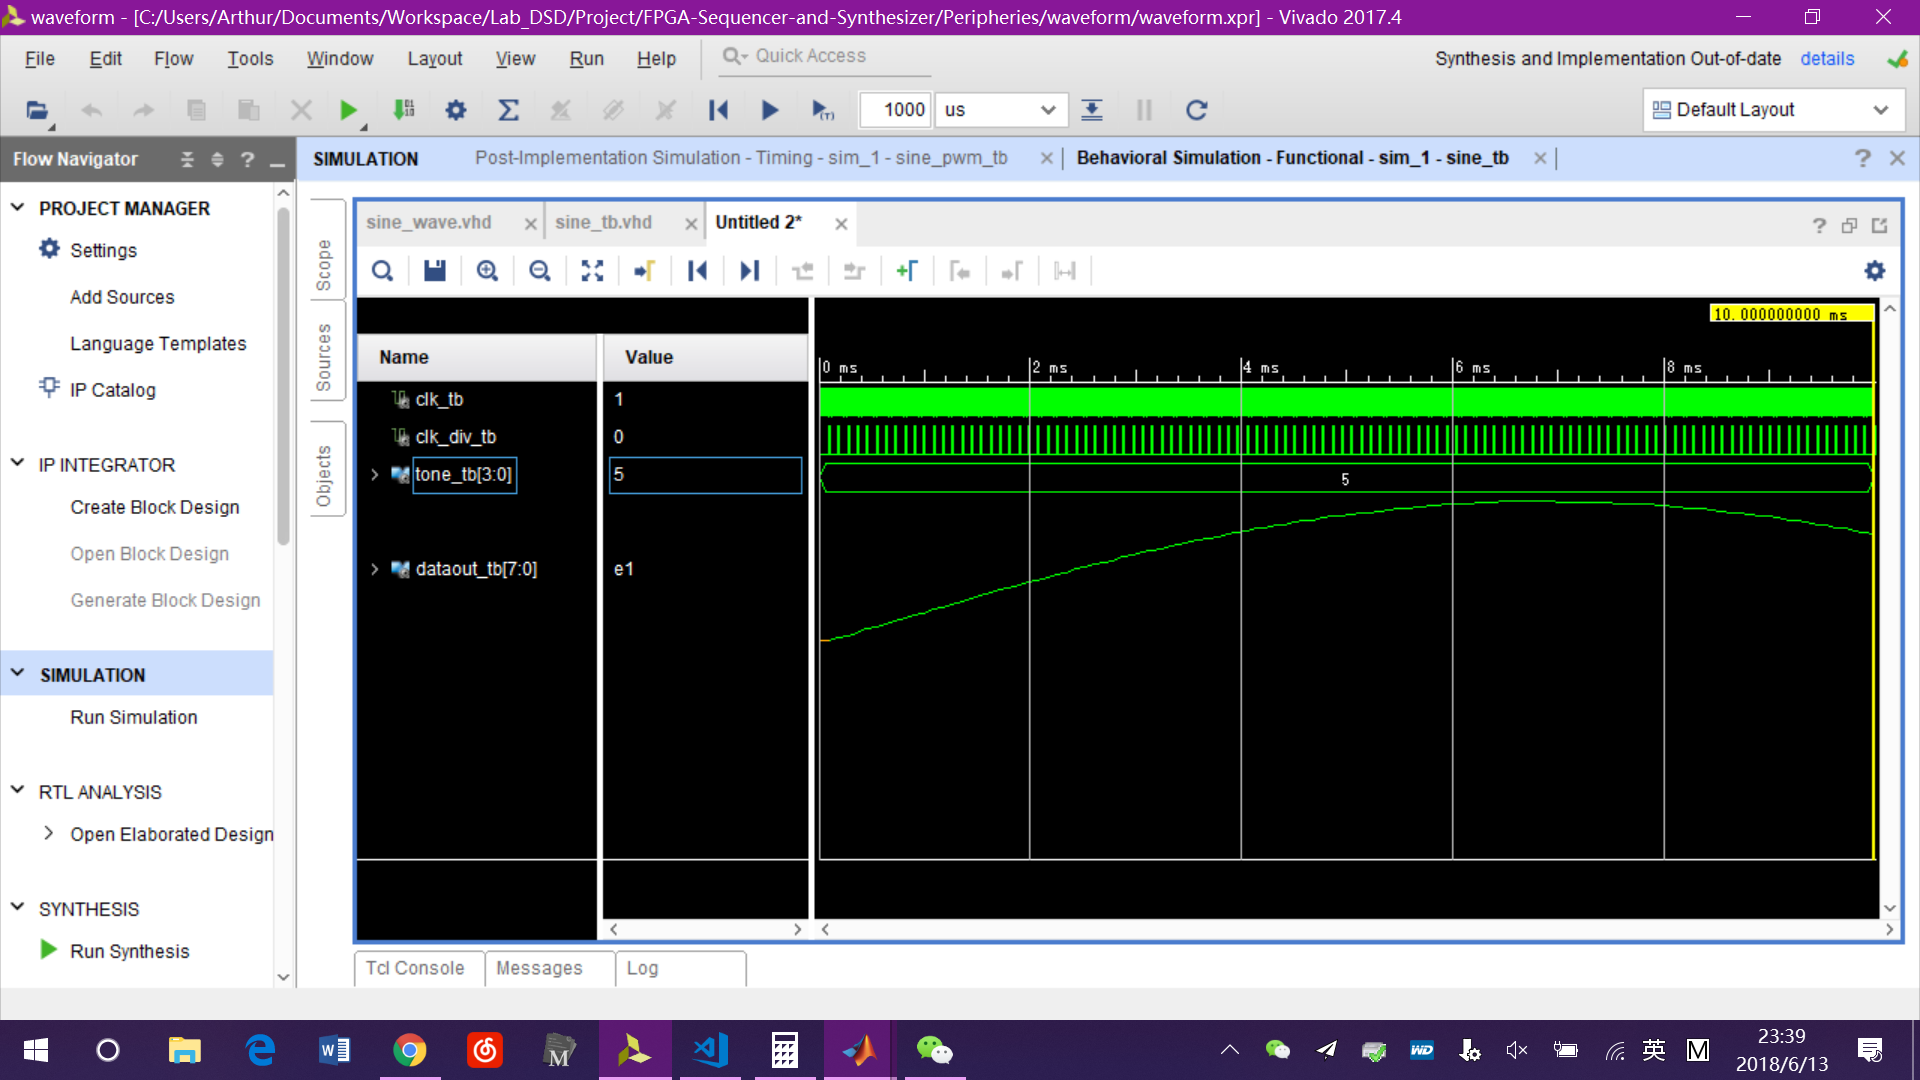 waveform - [C:/Users/Arthur/Documents/Workspace/Lab_DSD/Project/FPGA-Sequencer-and-Synthesizer/Peripheries/waveform/waveform.xpr] - Vivado 2017.4
File Edit Flow Tools Window Layout View Run Help Quick Access
Synthesis and Implementation Out-of-date details
1000 us
Default Layout
Flow Navigator
SIMULATION Post-Implementation Simulation - Timing - sim_1 - sine_pwm_tb Behavioral Simulation - Functional - sim_1 - sine_tb
PROJECT MANAGER
Settings
Add Sources
Language Templates
IP Catalog
IP INTEGRATOR
Create Block Design
Open Block Design
Generate Block Design
SIMULATION
Run Simulation
RTL ANALYSIS
Open Elaborated Design
SYNTHESIS
Run Synthesis
Scope
Sources
Objects
sine_wave.vhd sine_tb.vhd Untitled 2*
10.000000000 ms
Name Value
0 ms 2 ms 4 ms 6 ms 8 ms
clk_tb 1
clk_div_tb 0
tone_tb[3:0] 5 5
dataout_tb[7:0] e1
Tcl Console Messages Log
英 M
23:39
2018/6/13